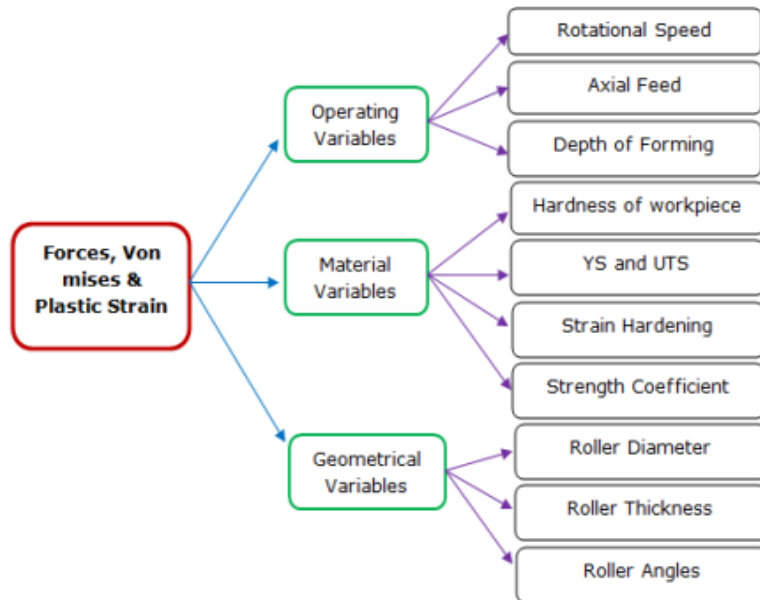 Forces, Von
mises &
Plastic Strain
Operating
Variables
Rotational Speed
Axial Feed
Depth of Forming
Material
Variables
Hardness of workpiece
YS and UTS
Strain Hardening
Strength Coefficient
Geometrical
Variables
Roller Diameter
Roller Thickness
Roller Angles